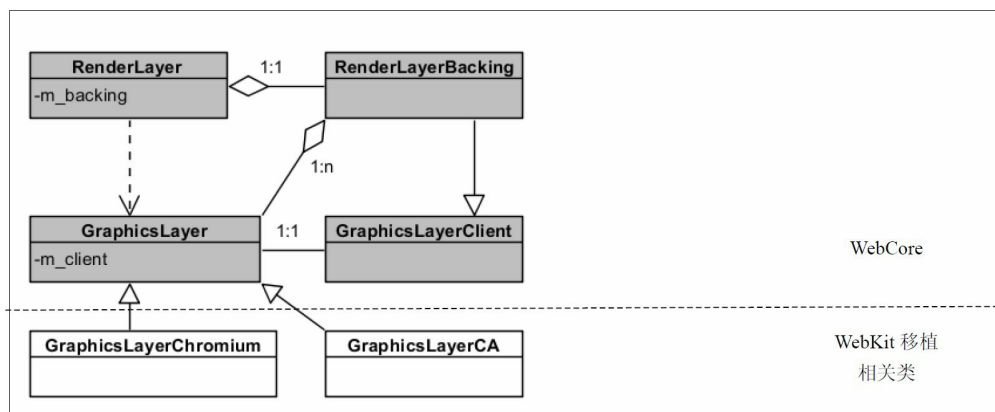 RenderLayer
1:1
RenderLayerBacking
-m_backing
1:n
GraphicsLayer
1:1
GraphicsLayerClient
-m_client
WebCore
GraphicsLayerChromium
GraphicsLayerCA
WebKit 移植
相关类